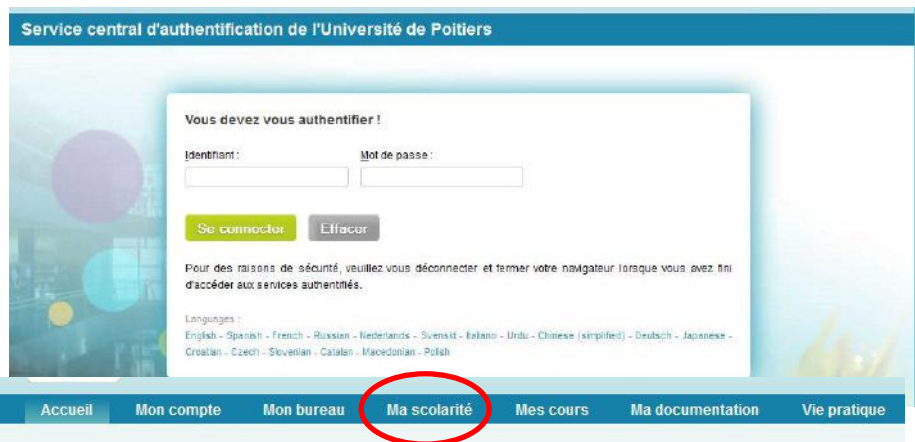 Service central d'authentification de l'Université de Poitiers
Vous devez vous authentifier !
Identifiant : Mot de passe :
Se connecter Effacer
Pour des raisons de sécurité, veuillez vous déconnecter et fermer votre navigateur lorsque vous avez fini
d'accéder aux services authentifiés.
Languages :
English - Spanish - French - Russian - Nederlands - Svenskt - Italiano - Urdu - Chinese (simplified) - Deutsch - Japanese -
Croatian - Czech - Slovenian - Catalan - Macedonian - Polish
Accueil Mon compte Mon bureau Ma scolarité Mes cours Ma documentation Vie pratique